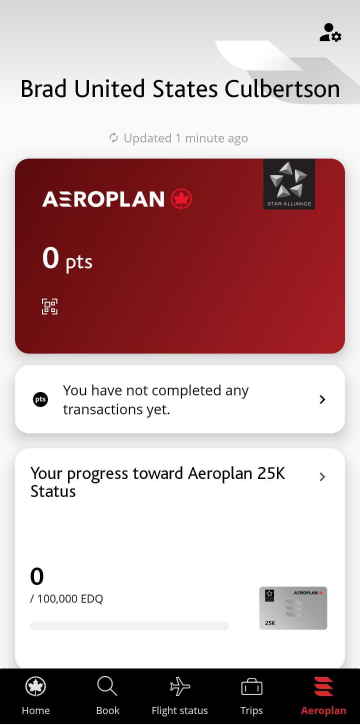 Brad United States Culbertson
Updated 1 minute ago
AEROPLAN
STAR ALLIANCE
0 pts
pts
You have not completed any
transactions yet.
Your progress toward Aeroplan 25K
Status
0
/ 100,000 EDQ
AEROPLAN
25K
Home
Book
Flight status
Trips
Aeroplan